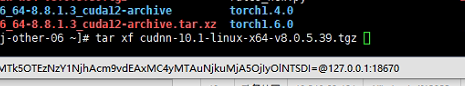 x-x86_64-8.8.1.3_cuda12-archive torch1.4.0
6_64-8.8.1.3_cuda12-archive.tar.xz torch1.6.0
j-other-06 ~]# tar xf cudnn-10.1-linux-x64-v8.0.5.39.tgz
MTk5OTEzNzY1NjhAcm9vdEAxMC4yMTAuNjkuMjA5OjIyOlNTSDI=@127.0.0.1:18670